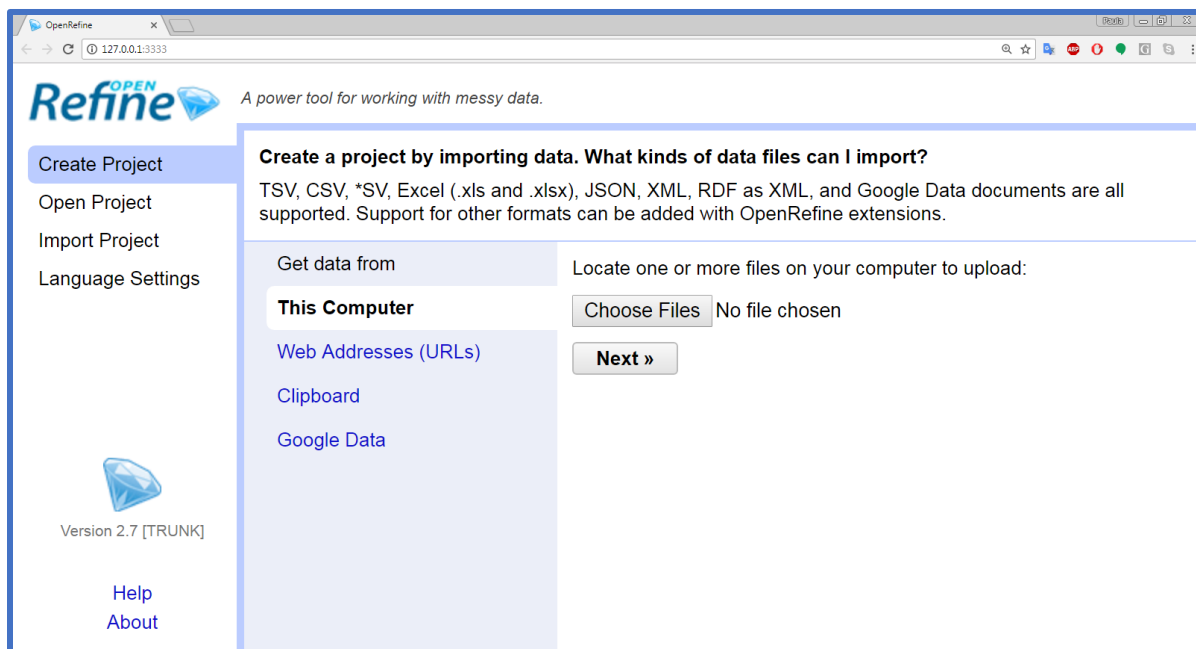 OpenRefine
Paula
127.0.0.1:3333
OPEN
Refine
A power tool for working with messy data.
Create Project
Open Project
Import Project
Language Settings
Version 2.7 [TRUNK]
Help
About
Create a project by importing data. What kinds of data files can I import?
TSV, CSV, *SV, Excel (.xls and .xlsx), JSON, XML, RDF as XML, and Google Data documents are all
supported. Support for other formats can be added with OpenRefine extensions.
Get data from
This Computer
Web Addresses (URLs)
Clipboard
Google Data
Locate one or more files on your computer to upload:
Choose Files No file chosen
Next »